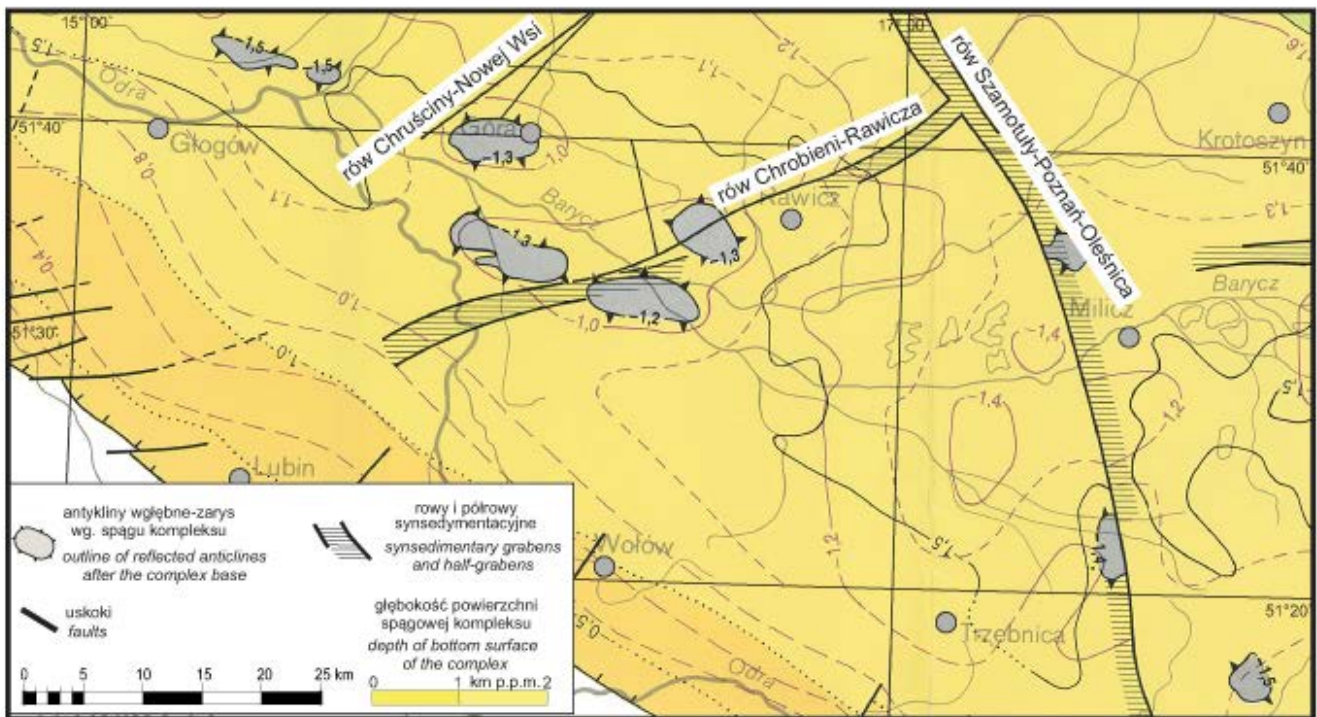 15°00'
17°00'
-1,5
-1,5
-1,5
1,2
1,1
1,6
Odra
rów Chruściny-Nowej Wsi
rów Szamotuły-Poznań-Oleśnica
51°40'
Głogów
Góra
-1,3
-1,0
Krotoszyn
51°40'
0,8
1,1
rów Chrobieni-Rawicza
Barycz
Rawicz
1,3
-1,3
-1,3
0,4
1,0
Barycz
51°30'
-1,2
-1,0
Milicz
-1,4
1,0
1,5
-1,4
-1,2
Lubin
1,2
1,5
-1,4
Wołów
51°20'
0,5
Trzebnica
Odra
-1,5
antykliny wgłębne-zarys
wg. spągu kompleksu
outline of reflected anticlines
after the complex base
uskoki
faults
rowy i półrowy
synsedymentacyjne
synsedimentary grabens
and half-grabens
głębokość powierzchni
spągowej kompleksu
depth of bottom surface
of the complex
0 5 10 15 20 25 km
0 1 km p.p.m. 2